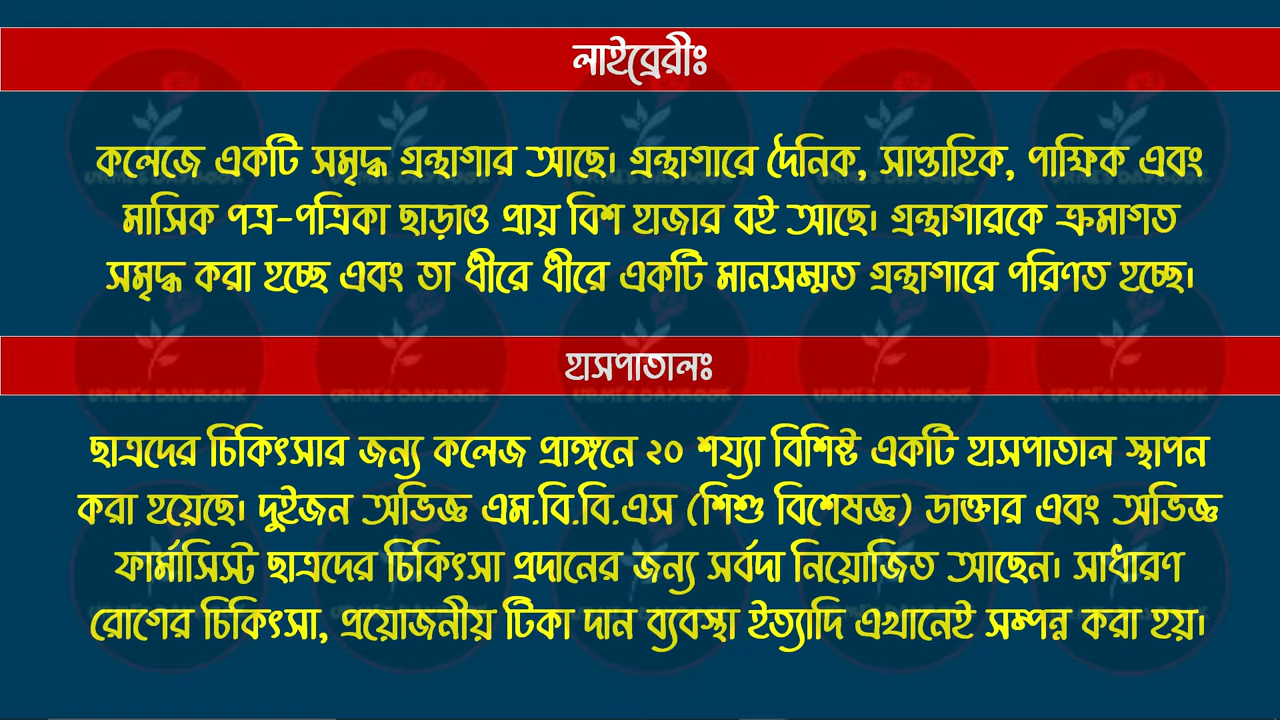 লাইব্রেরীঃ
কলেজে একটি সমৃদ্ধ গ্রন্থাগার আছে। গ্রন্থাগারে দৈনিক, সাপ্তাহিক, পাক্ষিক এবং
মাসিক পত্র-পত্রিকা ছাড়াও প্রায় বিশ হাজার বই আছে। গ্রন্থাগারকে ক্রমাগত
সমৃদ্ধ করা হচ্ছে এবং তা ধীরে ধীরে একটি মানসম্মত গ্রন্থাগারে পরিণত হচ্ছে।
হাসপাতালঃ
ছাত্রদের চিকিৎসার জন্য কলেজ প্রাঙ্গনে ২০ শয্যা বিশিষ্ট একটি হাসপাতাল স্থাপন
করা হয়েছে। দুইজন অভিজ্ঞ এম.বি.বি.এস (শিশু বিশেষজ্ঞ) ডাক্তার এবং অভিজ্ঞ
ফার্মাসিস্ট ছাত্রদের চিকিৎসা প্রদানের জন্য সর্বদা নিয়োজিত আছেন। সাধারণ
রোগের চিকিৎসা, প্রয়োজনীয় টিকা দান ব্যবস্থা ইত্যাদি এখানেই সম্পন্ন করা হয়।
URMI'S DAYBOOK